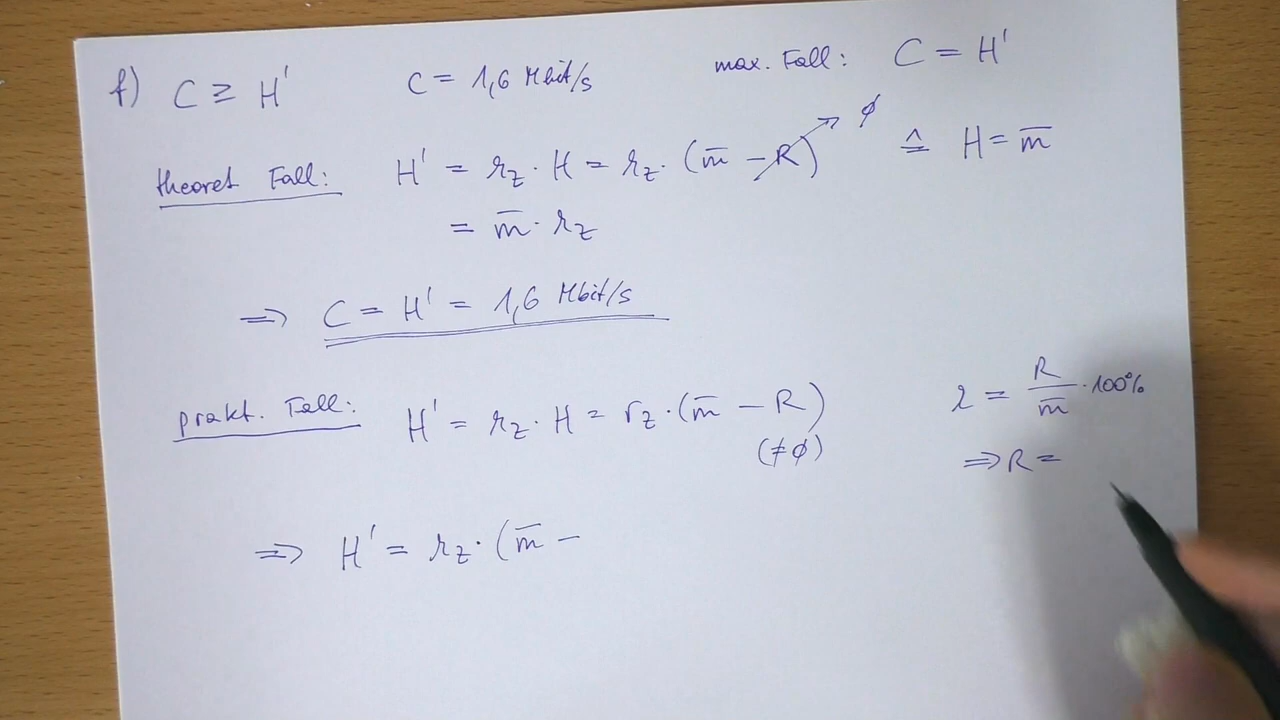 f) C ≥ H' C = 1,6 Mbit/s max. Fall: C = H'
theoret Fall: H' = r_z · H = r_z · (m̅ − R) ↗ ∅ ≙ H = m̅
= m̅ · r_z
⇒ C = H' = 1,6 Mbit/s
prakt. Fall: H' = r_z · H = r_z · (m̅ − R) r = R/m̅ · 100%
(≠∅) ⇒ R =
⇒ H' = r_z · (m̅ −